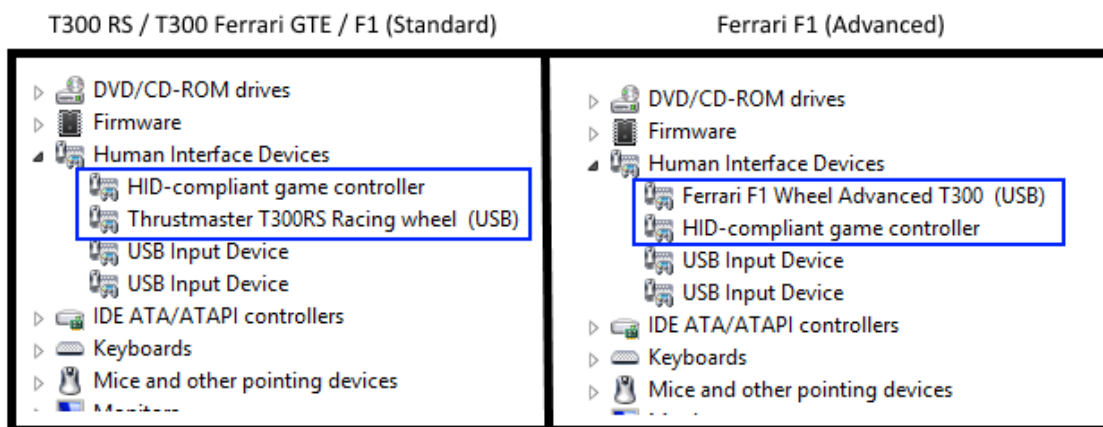 T300 RS / T300 Ferrari GTE / F1 (Standard)
DVD/CD-ROM drives
Firmware
Human Interface Devices
HID-compliant game controller
Thrustmaster T300RS Racing wheel (USB)
USB Input Device
USB Input Device
IDE ATA/ATAPI controllers
Keyboards
Mice and other pointing devices
Ferrari F1 (Advanced)
DVD/CD-ROM drives
Firmware
Human Interface Devices
Ferrari F1 Wheel Advanced T300 (USB)
HID-compliant game controller
USB Input Device
USB Input Device
IDE ATA/ATAPI controllers
Keyboards
Mice and other pointing devices